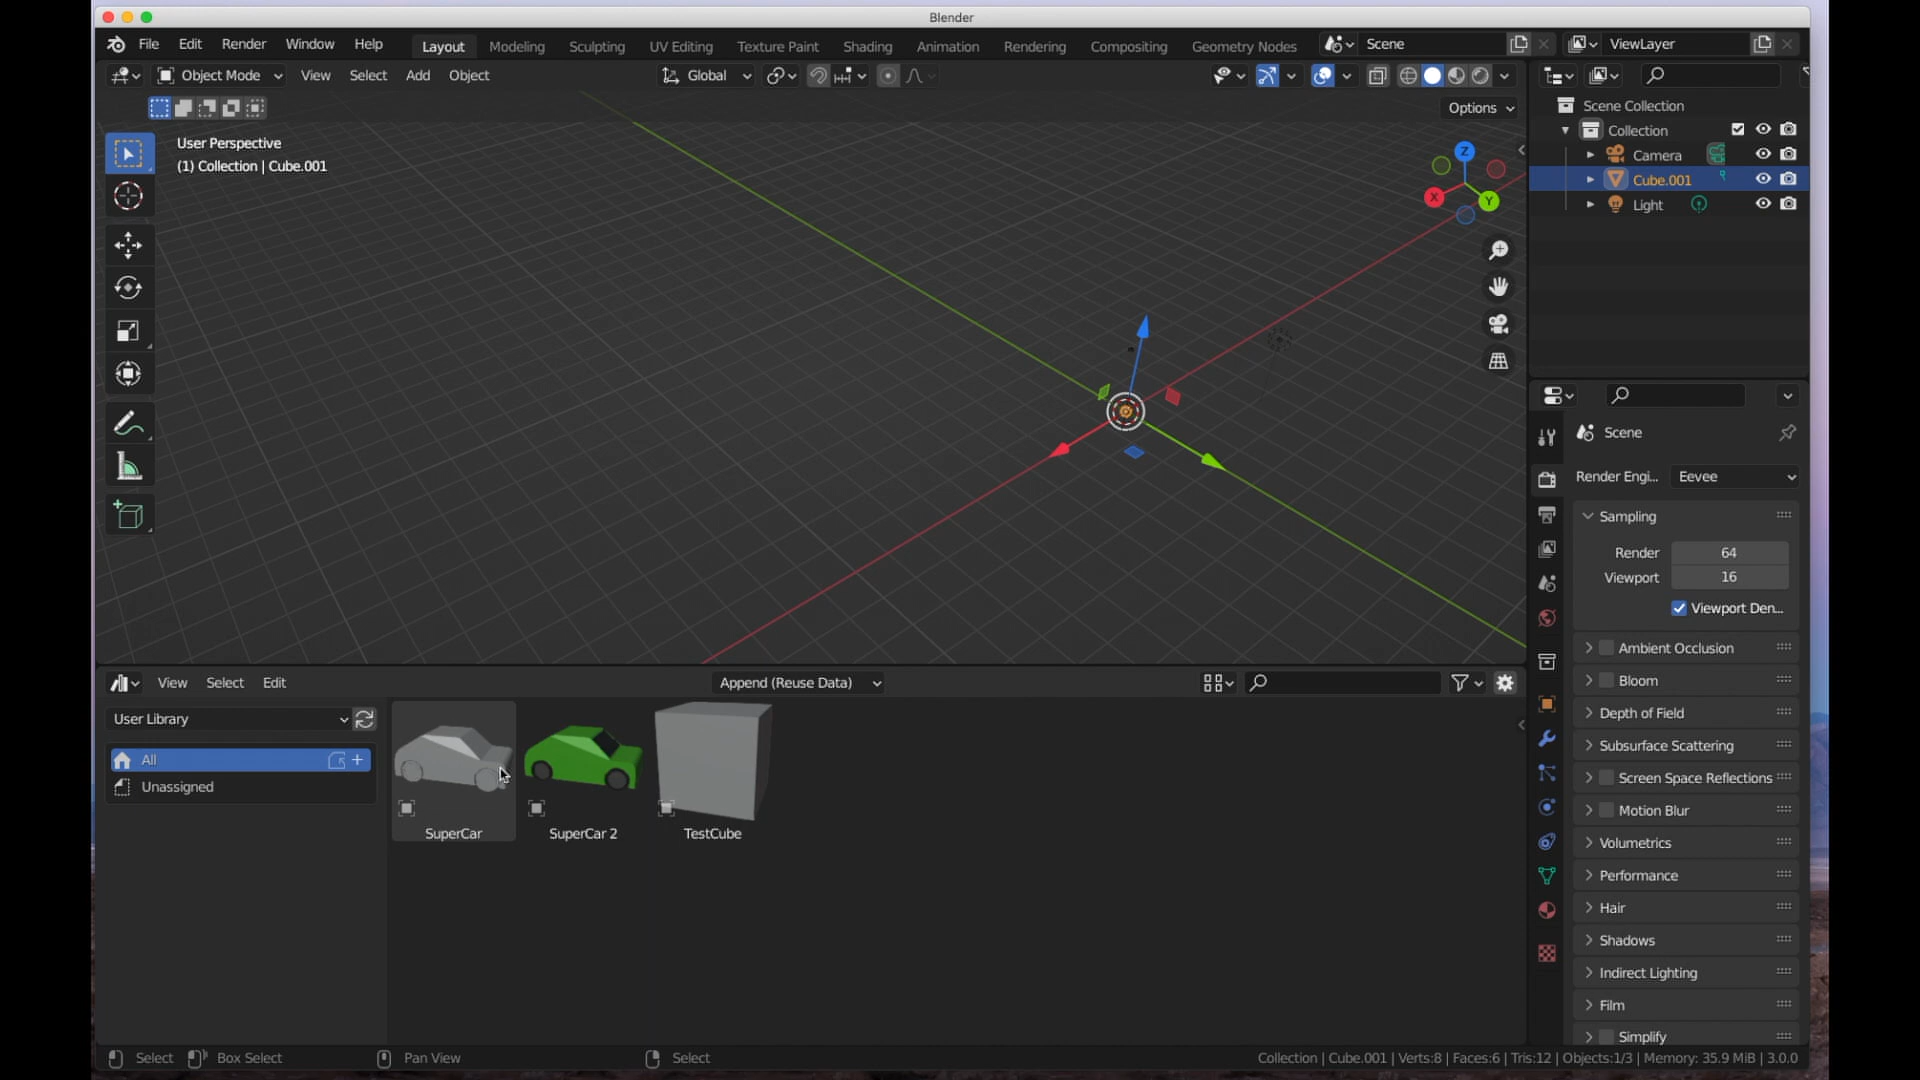 Blender
File Edit Render Window Help
Layout Modeling Sculpting UV Editing Texture Paint Shading Animation Rendering Compositing Geometry Nodes
Scene
ViewLayer
Object Mode View Select Add Object
Global
Options
User Perspective
(1) Collection | Cube.001
Z
X
Y
Scene Collection
Collection
Camera
Cube.001
Light
Scene
Render Engi... Eevee
Sampling
Render 64
Viewport 16
Viewport Den...
Ambient Occlusion
Bloom
Depth of Field
Subsurface Scattering
Screen Space Reflections
Motion Blur
Volumetrics
Performance
Hair
Shadows
Indirect Lighting
Film
Simplify
View Select Edit
Append (Reuse Data)
User Library
All
Unassigned
SuperCar
SuperCar 2
TestCube
Select Box Select Pan View Select
Collection | Cube.001 | Verts:8 | Faces:6 | Tris:12 | Objects:1/3 | Memory: 35.9 MiB | 3.0.0